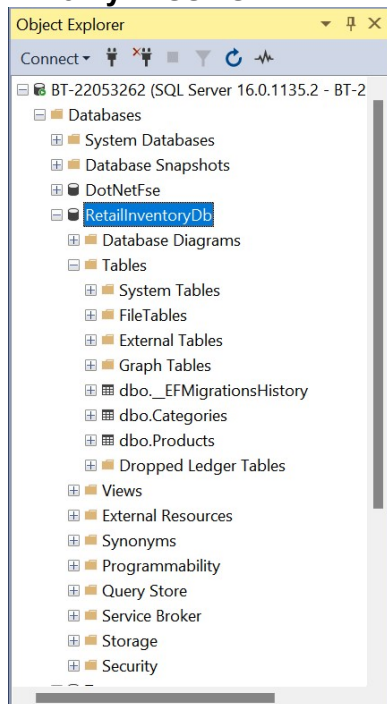 Object Explorer
Connect
BT-22053262 (SQL Server 16.0.1135.2 - BT-2
Databases
System Databases
Database Snapshots
DotNetFse
RetailInventoryDb
Database Diagrams
Tables
System Tables
FileTables
External Tables
Graph Tables
dbo.__EFMigrationsHistory
dbo.Categories
dbo.Products
Dropped Ledger Tables
Views
External Resources
Synonyms
Programmability
Query Store
Service Broker
Storage
Security